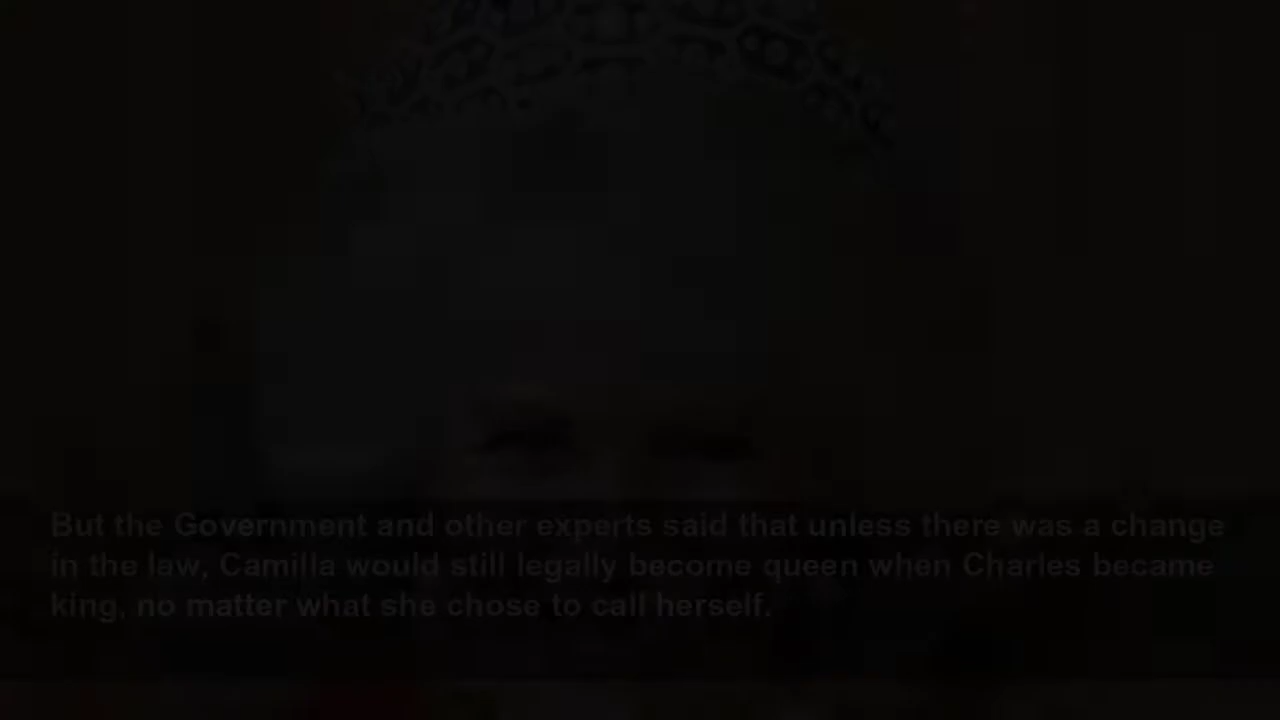 But the Government and other experts said that unless there was a change
in the law, Camilla would still legally become queen when Charles became
king, no matter what she chose to call herself.